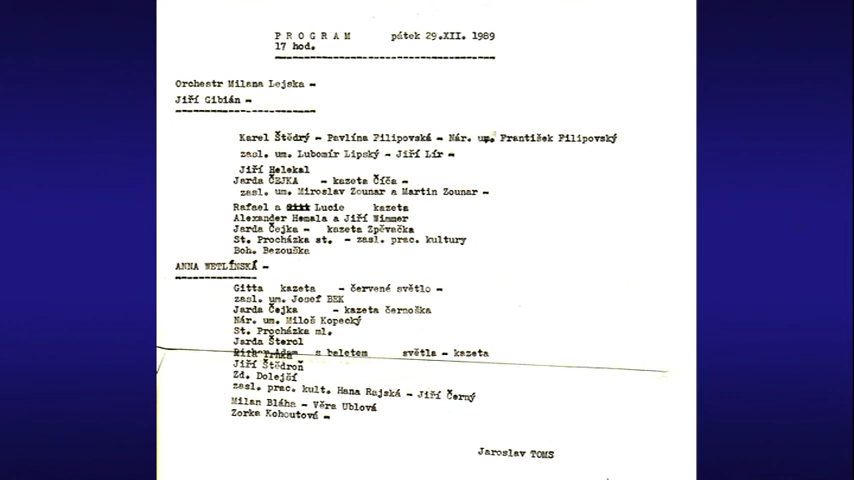 P R O G R A M pátek 29.XII. 1989
17 hod.
Orchestr Milana Lejska -
Jiří Gibián -
Karel Štědrý - Pavlína Filipovská - Nár. um. František Filipovský
zasl. um. Lubomír Lipský - Jiří Lír -
Jiří Helekal
Jarda ČEJKA - kazeta Číča -
zasl. um. Miroslav Zounar a Martin Zounar -
Rafael a Lucie kazeta
Alexander Hemala a Jiří Wimmer
Jarda Čejka - kazeta Zpěvačka
St. Procházka st. - zasl. prac. kultury
Boh. Bezouška
ANNA WETLÍNSKÁ -
Gitta kazeta - červené světlo -
zasl. um. Josef BEK
Jarda Čejka - kazeta černoška
Nár. um. Miloš Kopecký
St. Procházka ml.
Jarda Šterol
Adam s baletem světla - kazeta
Jiří Štědroň
Zd. Dolejší
zasl. prac. kult. Hana Rajská - Jiří Černý
Milan Bláha - Věra Ublová
Zorka Kohoutová -
Jaroslav TOMS